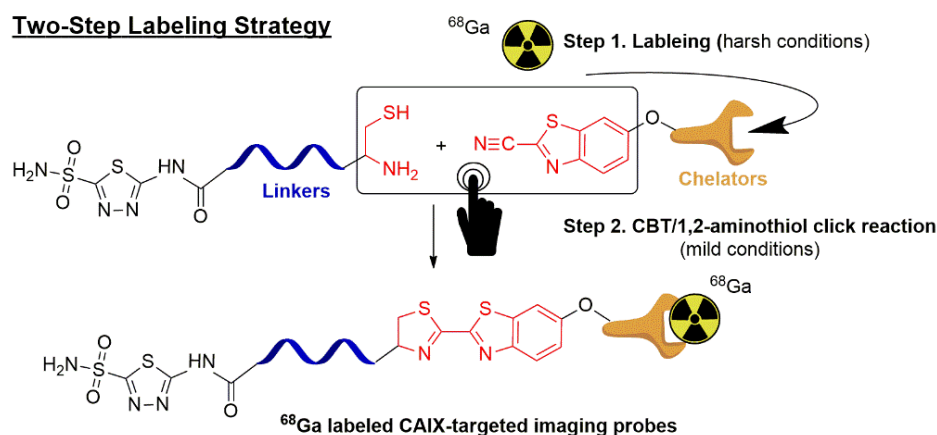 Two-Step Labeling Strategy
⁶⁸Ga
Step 1. Lableing (harsh conditions)
SH
NH₂
+
N≡C
S
N
O
Chelators
H₂N
S
O
O
S
N
N
HN
O
Linkers
Step 2. CBT/1,2-aminothiol click reaction
(mild conditions)
⁶⁸Ga
S
N
S
N
O
H₂N
S
O
O
S
N
N
HN
O
⁶⁸Ga labeled CAIX-targeted imaging probes